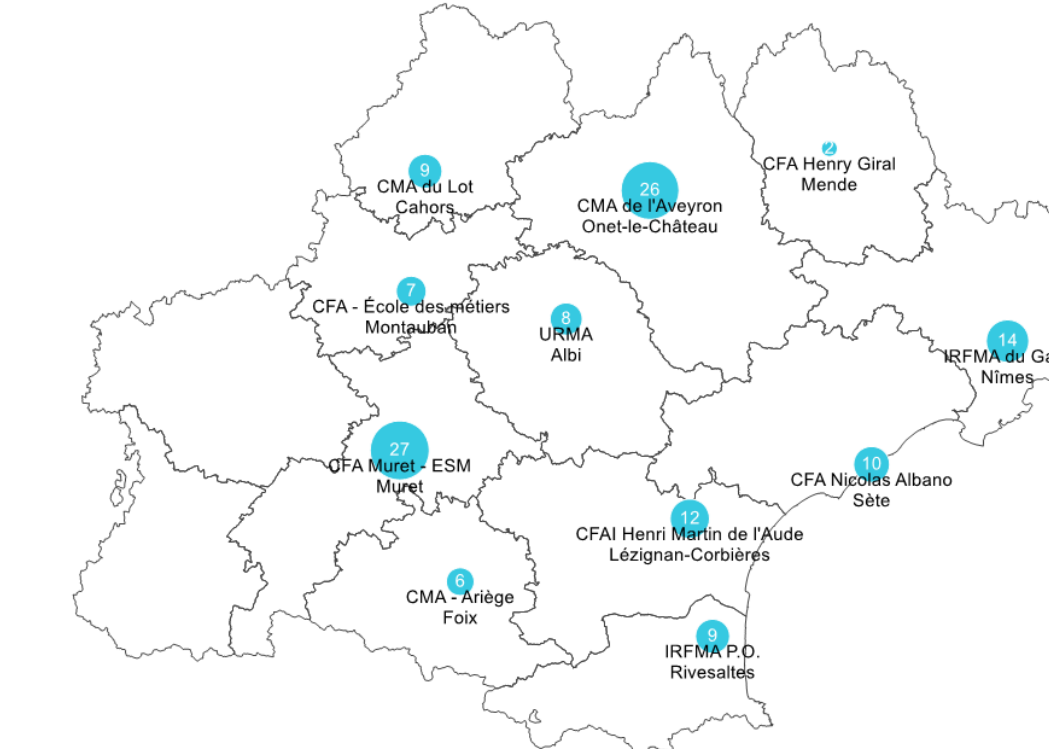 2
CFA Henry Giral
Mende
9
CMA du Lot
Cahors
26
CMA de l'Aveyron
Onet-le-Château
7
CFA - École des métiers
Montauban
8
URMA
Albi
14
IRFMA du Ga
Nîmes
27
CFA Muret - ESM
Muret
10
CFA Nicolas Albano
Sète
12
CFAI Henri Martin de l'Aude
Lézignan-Corbières
6
CMA - Ariège
Foix
9
IRFMA P.O.
Rivesaltes